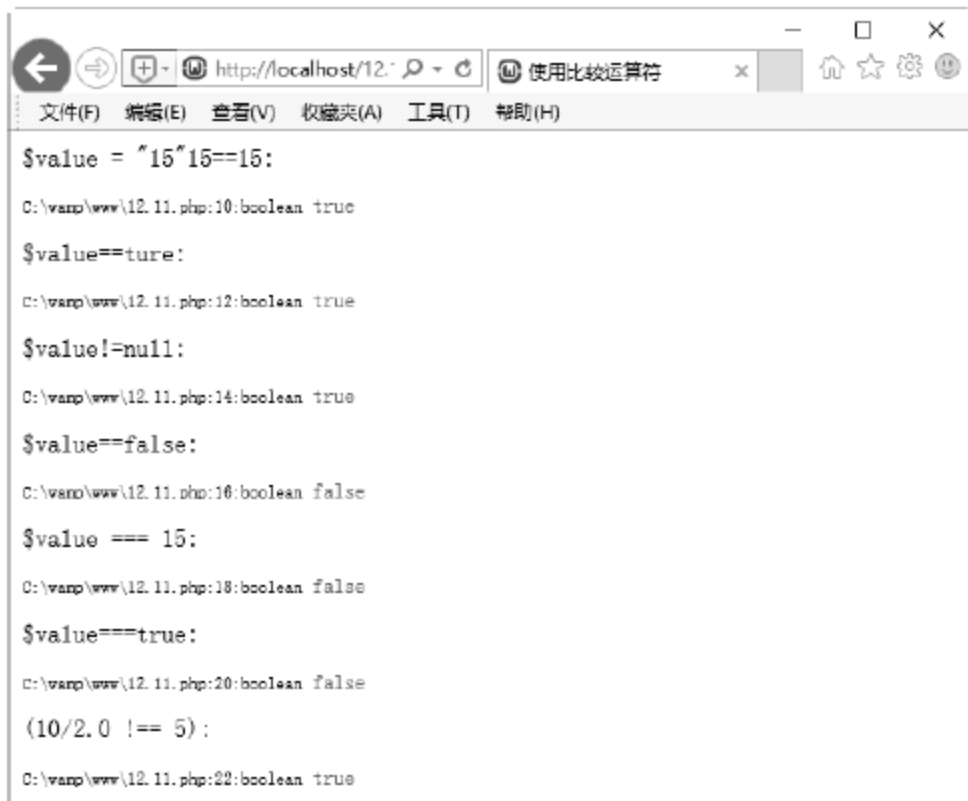 http://localhost/12.
使用比较运算符
文件(F) 编辑(E) 查看(V) 收藏夹(A) 工具(T) 帮助(H)
$value = "15"15==15:
C:\wamp\www\12.11.php:10:boolean true
$value==ture:
C:\wamp\www\12.11.php:12:boolean true
$value!=null:
C:\wamp\www\12.11.php:14:boolean true
$value==false:
C:\wamp\www\12.11.php:16:boolean false
$value === 15:
C:\wamp\www\12.11.php:18:boolean false
$value===true:
C:\wamp\www\12.11.php:20:boolean false
(10/2.0 !== 5):
C:\wamp\www\12.11.php:22:boolean true